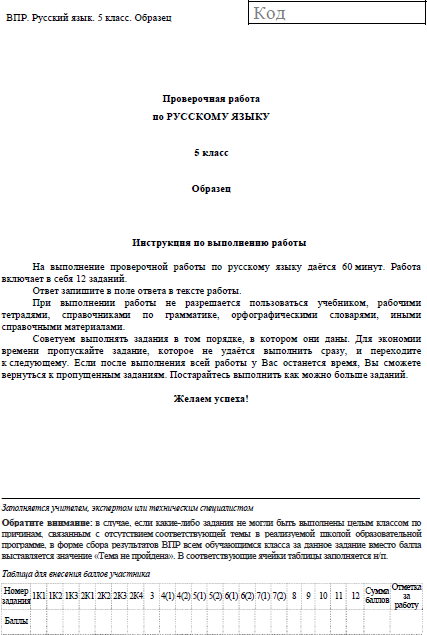 ВПР. Русский язык. 5 класс. Образец
Код
Проверочная работа
по РУССКОМУ ЯЗЫКУ
5 класс
Образец
Инструкция по выполнению работы
На выполнение проверочной работы по русскому языку даётся 60 минут. Работа
включает в себя 12 заданий.
Ответ запишите в поле ответа в тексте работы.
При выполнении работы не разрешается пользоваться учебником, рабочими
тетрадями, справочниками по грамматике, орфографическими словарями, иными
справочными материалами.
Советуем выполнять задания в том порядке, в котором они даны. Для экономии
времени пропускайте задание, которое не удаётся выполнить сразу, и переходите
к следующему. Если после выполнения всей работы у Вас останется время, Вы сможете
вернуться к пропущенным заданиям. Постарайтесь выполнить как можно больше заданий.
Желаем успеха!
Заполняется учителем, экспертом или техническим специалистом
Обратите внимание: в случае, если какие-либо задания не могли быть выполнены целым классом по
причинам, связанным с отсутствием соответствующей темы в реализуемой школой образовательной
программе, в форме сбора результатов ВПР всем обучающимся класса за данное задание вместо балла
выставляется значение «Тема не пройдена». В соответствующие ячейки таблицы заполняется н/п.
Таблица для внесения баллов участника
Номер задания 1К1 1К2 1К3 2К1 2К2 2К3 2К4 3 4(1) 4(2) 5(1) 5(2) 6(1) 6(2) 7(1) 7(2) 8 9 10 11 12 Сумма баллов Отметка за работу
Баллы